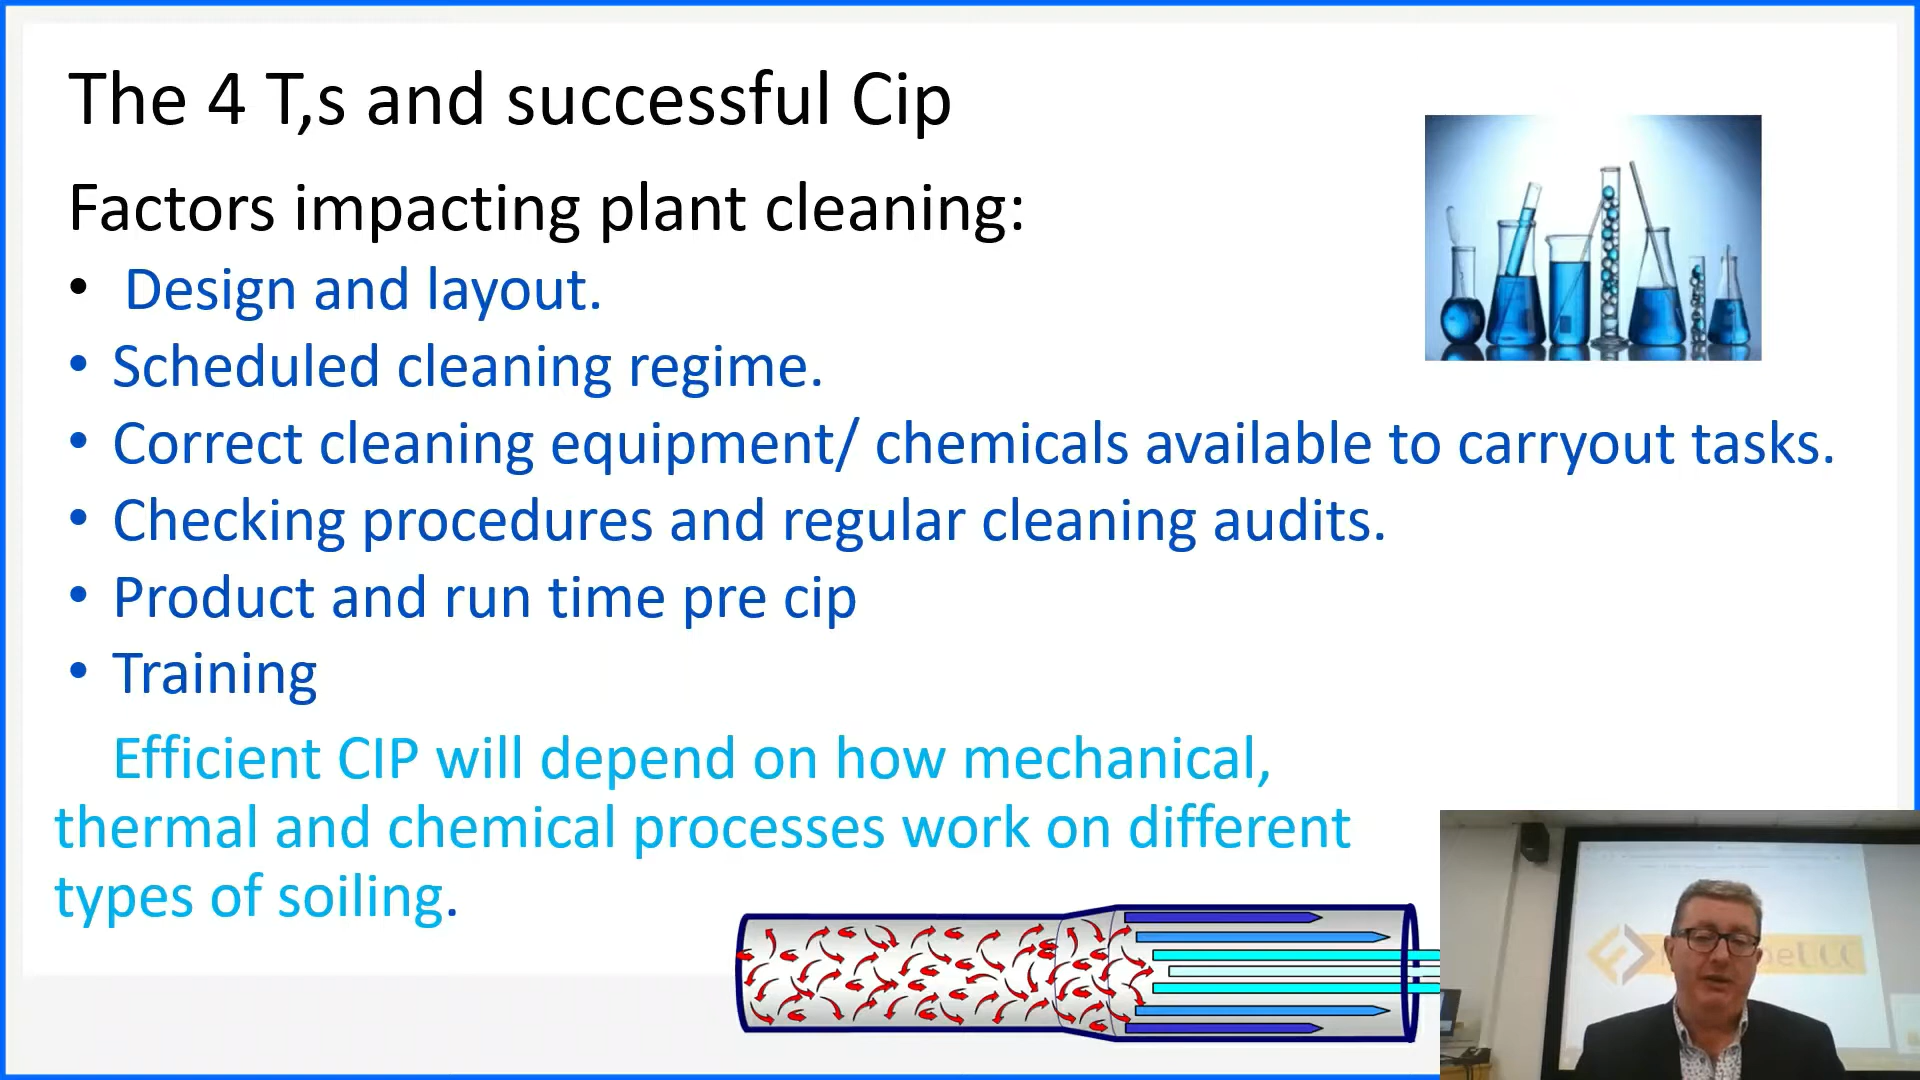 The 4 T,s and successful Cip
Factors impacting plant cleaning:
• Design and layout.
• Scheduled cleaning regime.
• Correct cleaning equipment/ chemicals available to carryout tasks.
• Checking procedures and regular cleaning audits.
• Product and run time pre cip
• Training
Efficient CIP will depend on how mechanical,
thermal and chemical processes work on different
types of soiling.